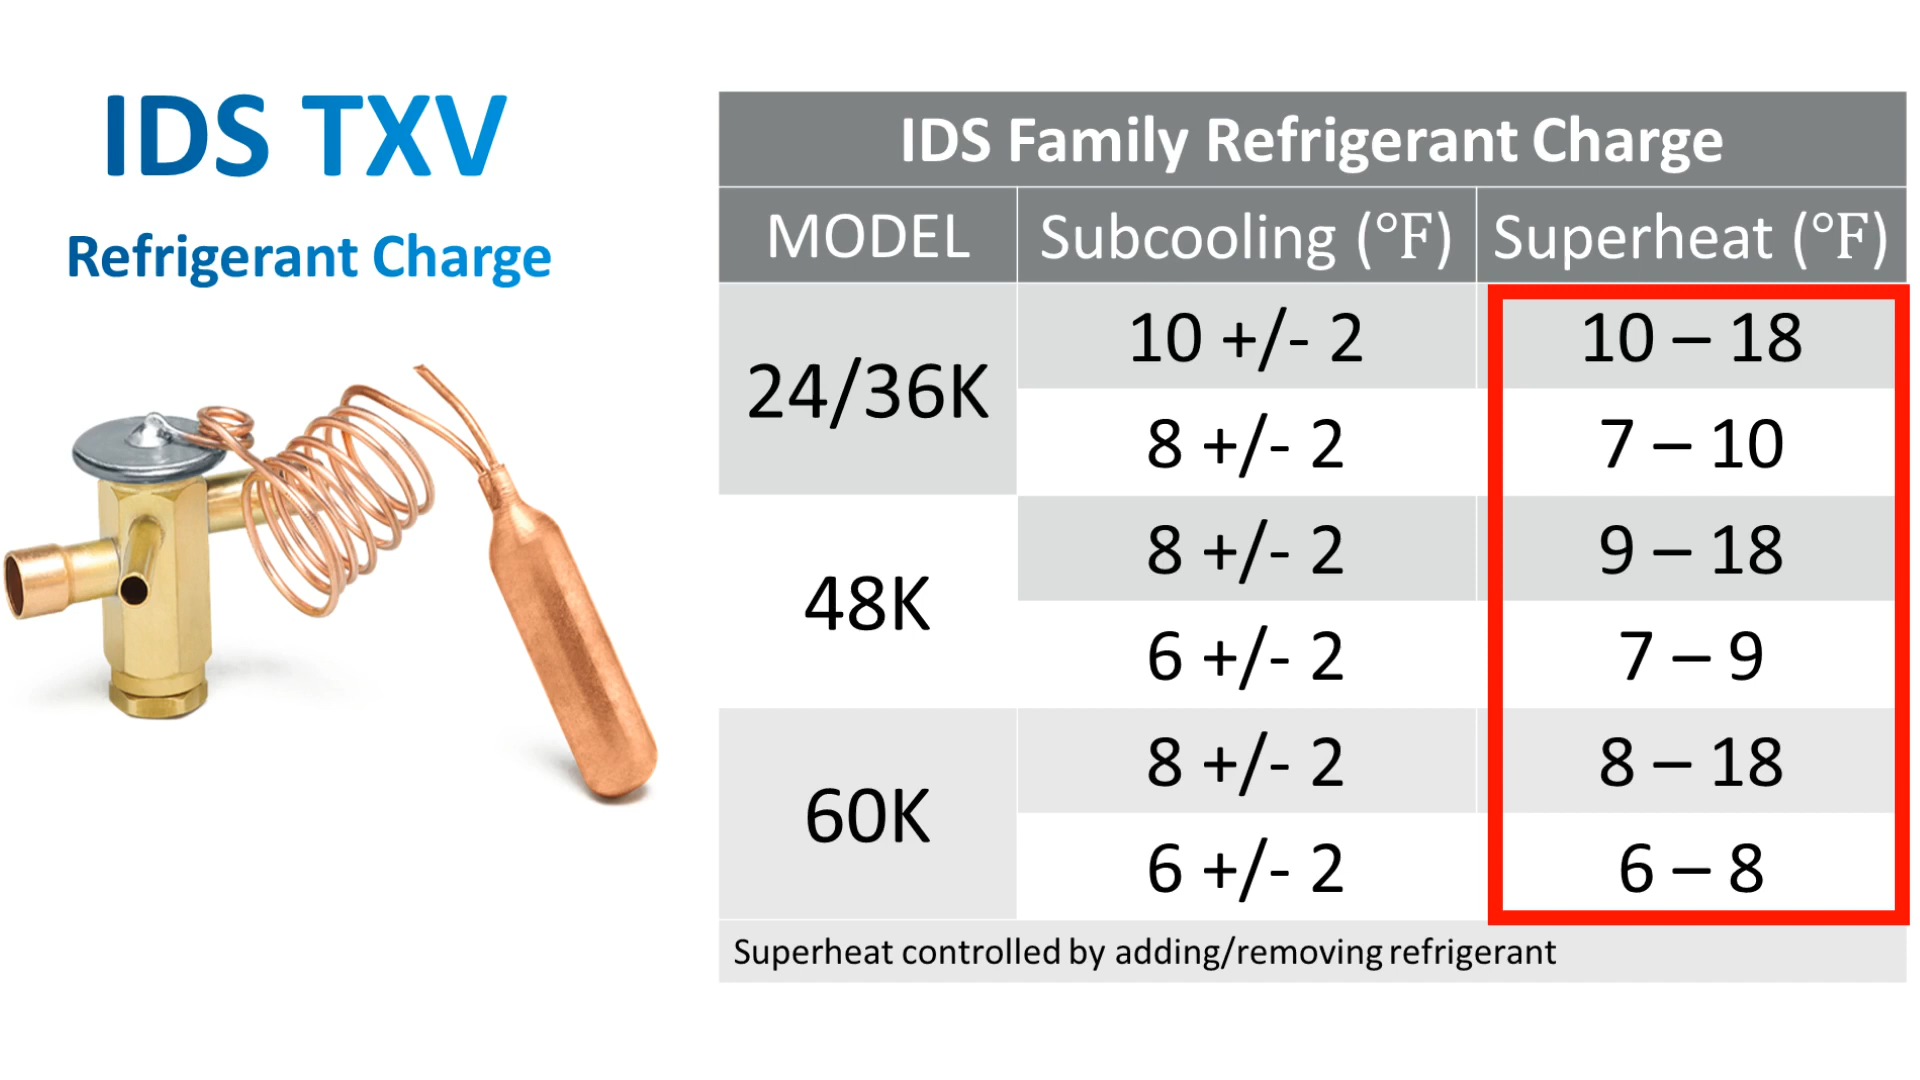 IDS TXV
Refrigerant Charge
IDS Family Refrigerant Charge
MODEL Subcooling (°F) Superheat (°F)
24/36K
10 +/- 2 10 – 18
8 +/- 2 7 – 10
48K
8 +/- 2 9 – 18
6 +/- 2 7 – 9
60K
8 +/- 2 8 – 18
6 +/- 2 6 – 8
Superheat controlled by adding/removing refrigerant